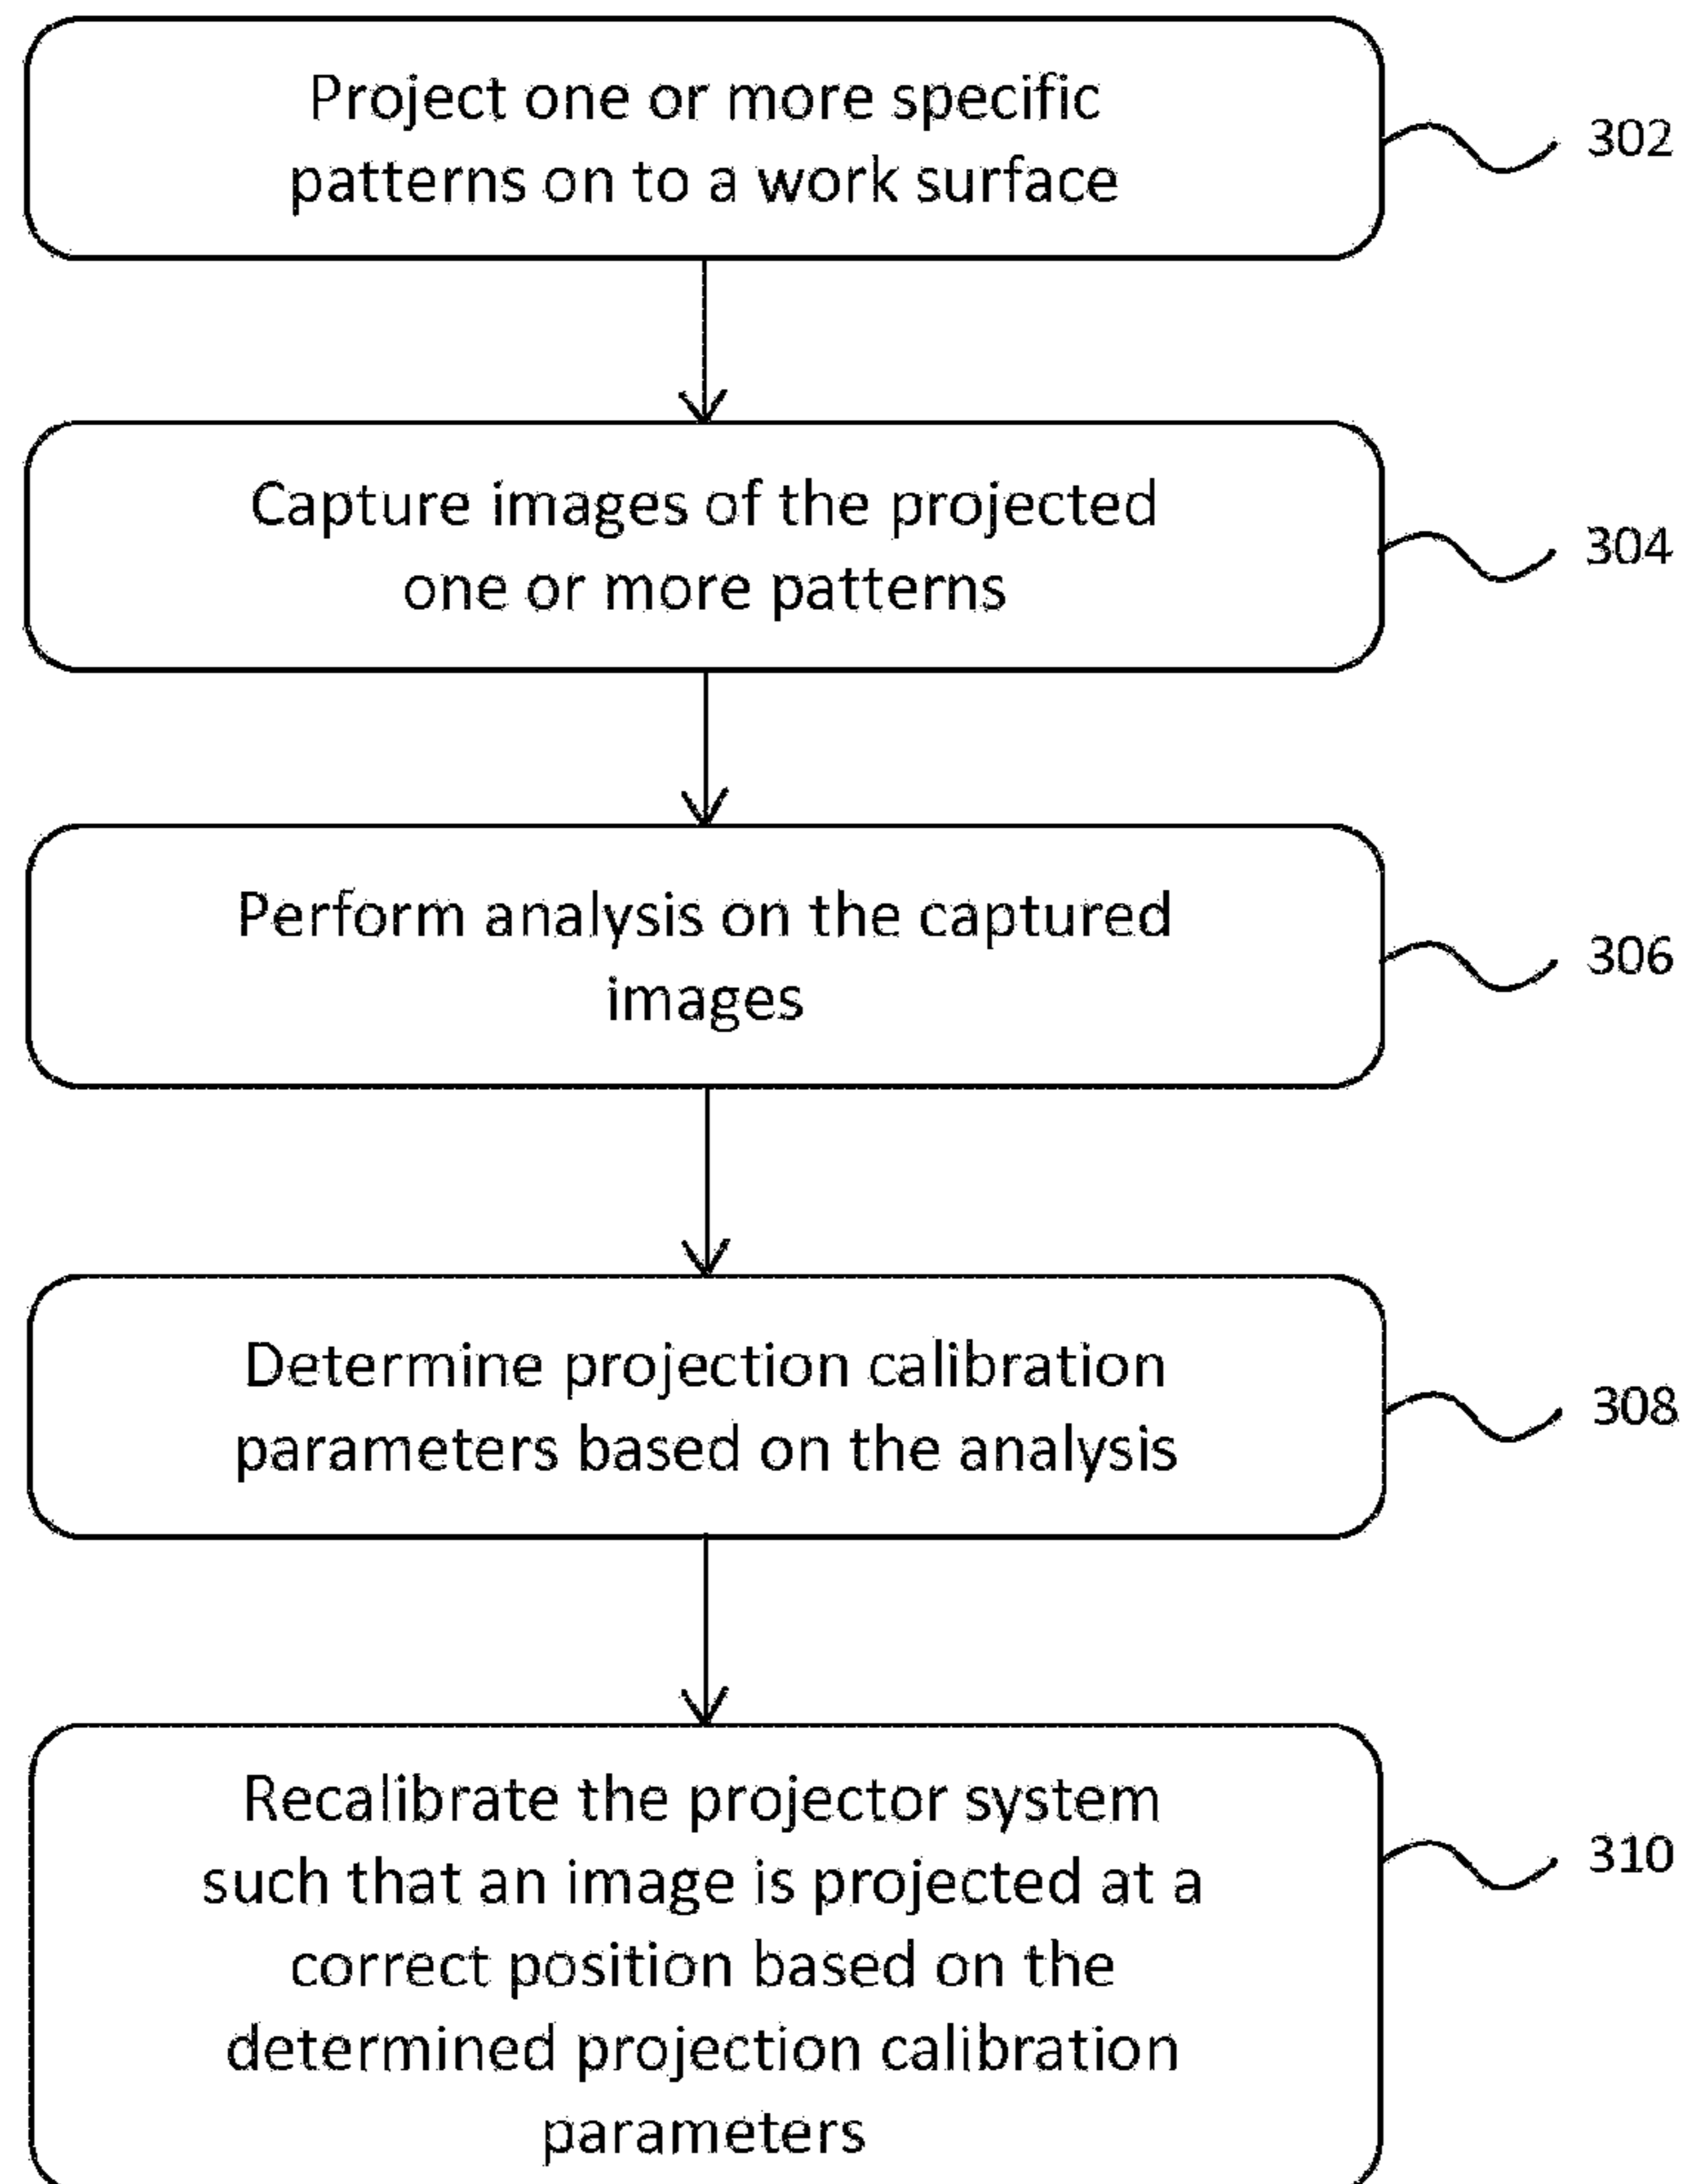 Project one or more specific
patterns on to a work surface
302
Capture images of the projected
one or more patterns
304
Perform analysis on the captured
images
306
Determine projection calibration
parameters based on the analysis
308
Recalibrate the projector system
such that an image is projected at a
correct position based on the
determined projection calibration
parameters
310